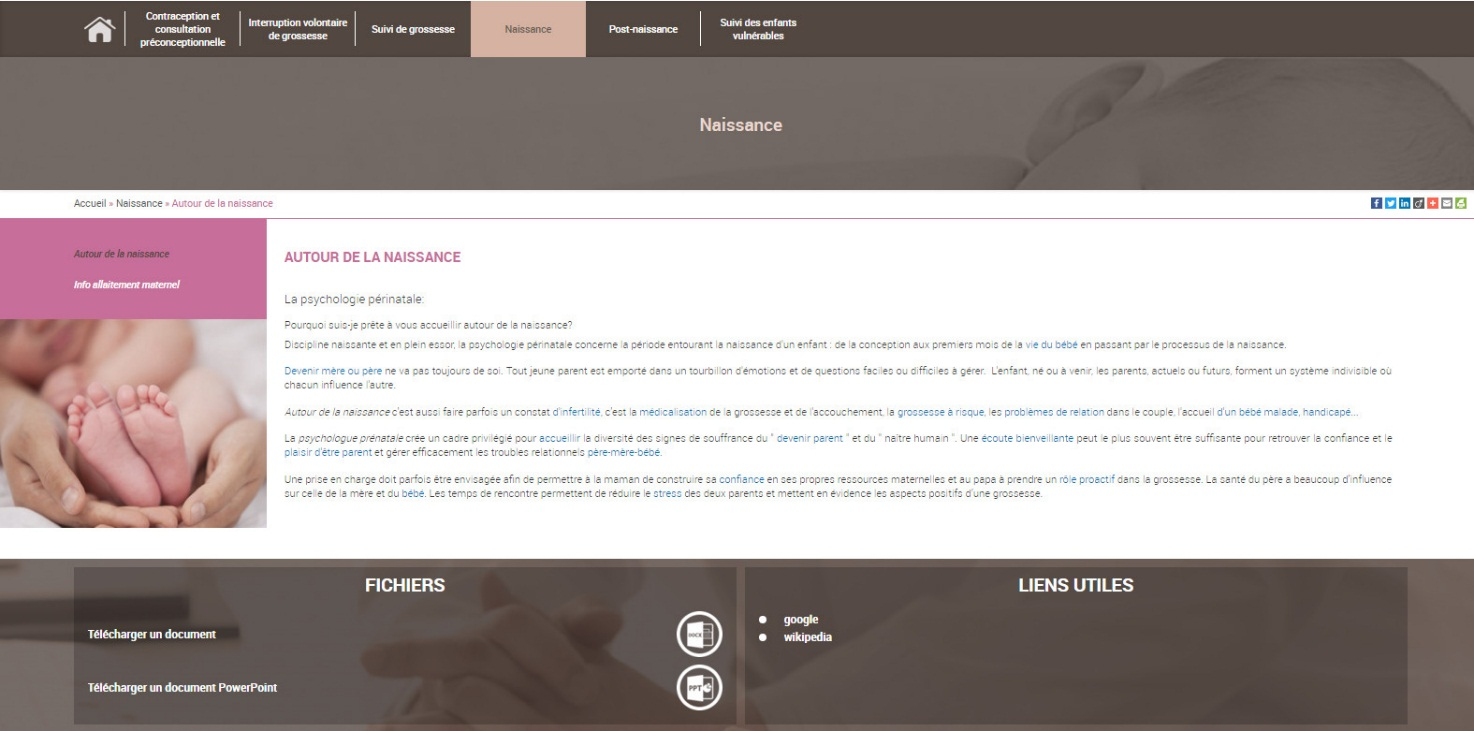 Contraception et
consultation
préconceptionnelle
Interruption volontaire
de grossesse
Suivi de grossesse
Naissance
Post-naissance
Suivi des enfants
vulnérables
Naissance
Accueil » Naissance » Autour de la naissance
Autour de la naissance
Info allaitement maternel
AUTOUR DE LA NAISSANCE
La psychologie périnatale:
Pourquoi suis-je prête à vous accueillir autour de la naissance?
Discipline naissante et en plein essor, la psychologie périnatale concerne la période entourant la naissance d'un enfant : de la conception aux premiers mois de la vie du bébé en passant par le processus de la naissance.
Devenir mère ou père ne va pas toujours de soi. Tout jeune parent est emporté dans un tourbillon d'émotions et de questions faciles ou difficiles à gérer. L'enfant, né ou à venir, les parents, actuels ou futurs, forment un système indivisible où
chacun influence l'autre.
Autour de la naissance c'est aussi faire parfois un constat d'infertilité, c'est la médicalisation de la grossesse et de l'accouchement, la grossesse à risque, les problèmes de relation dans le couple, l'accueil d'un bébé malade, handicapé...
La psychologue prénatale crée un cadre privilégié pour accueillir la diversité des signes de souffrance du " devenir parent " et du " naître humain ". Une écoute bienveillante peut le plus souvent être suffisante pour retrouver la confiance et le
plaisir d'être parent et gérer efficacement les troubles relationnels père-mère-bébé.
Une prise en charge doit parfois être envisagée afin de permettre à la maman de construire sa confiance en ses propres ressources maternelles et au papa à prendre un rôle proactif dans la grossesse. La santé du père a beaucoup d'influence
sur celle de la mère et du bébé. Les temps de rencontre permettent de réduire le stress des deux parents et mettent en évidence les aspects positifs d'une grossesse.
FICHIERS
Télécharger un document
DOCX
Télécharger un document PowerPoint
PPT
LIENS UTILES
google
wikipedia